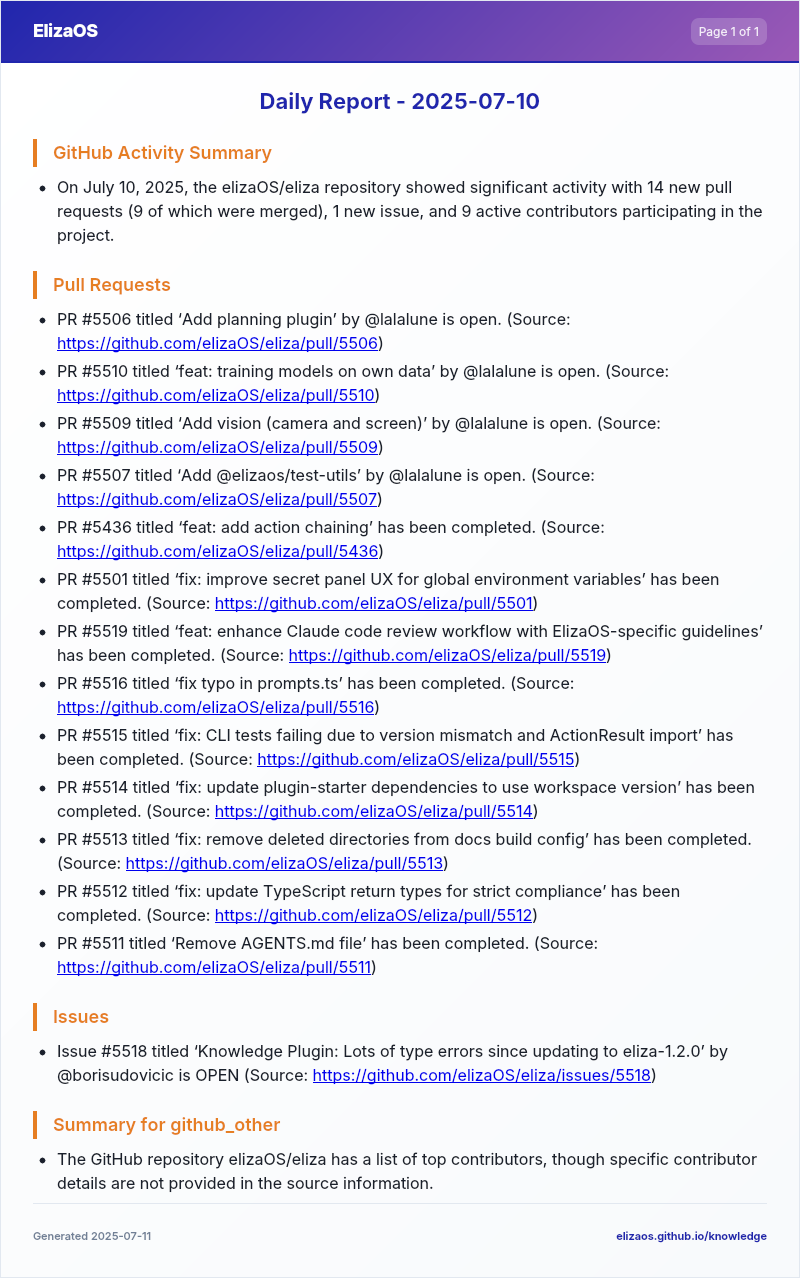 ElizaOS
Page 1 of 1
Daily Report - 2025-07-10
GitHub Activity Summary
• On July 10, 2025, the elizaOS/eliza repository showed significant activity with 14 new pull
requests (9 of which were merged), 1 new issue, and 9 active contributors participating in the
project.
Pull Requests
• PR #5506 titled ‘Add planning plugin’ by @lalalune is open. (Source:
https://github.com/elizaOS/eliza/pull/5506)
• PR #5510 titled ‘feat: training models on own data’ by @lalalune is open. (Source:
https://github.com/elizaOS/eliza/pull/5510)
• PR #5509 titled ‘Add vision (camera and screen)’ by @lalalune is open. (Source:
https://github.com/elizaOS/eliza/pull/5509)
• PR #5507 titled ‘Add @elizaos/test-utils’ by @lalalune is open. (Source:
https://github.com/elizaOS/eliza/pull/5507)
• PR #5436 titled ‘feat: add action chaining’ has been completed. (Source:
https://github.com/elizaOS/eliza/pull/5436)
• PR #5501 titled ‘fix: improve secret panel UX for global environment variables’ has been
completed. (Source: https://github.com/elizaOS/eliza/pull/5501)
• PR #5519 titled ‘feat: enhance Claude code review workflow with ElizaOS-specific guidelines’
has been completed. (Source: https://github.com/elizaOS/eliza/pull/5519)
• PR #5516 titled ‘fix typo in prompts.ts’ has been completed. (Source:
https://github.com/elizaOS/eliza/pull/5516)
• PR #5515 titled ‘fix: CLI tests failing due to version mismatch and ActionResult import’ has
been completed. (Source: https://github.com/elizaOS/eliza/pull/5515)
• PR #5514 titled ‘fix: update plugin-starter dependencies to use workspace version’ has been
completed. (Source: https://github.com/elizaOS/eliza/pull/5514)
• PR #5513 titled ‘fix: remove deleted directories from docs build config’ has been completed.
(Source: https://github.com/elizaOS/eliza/pull/5513)
• PR #5512 titled ‘fix: update TypeScript return types for strict compliance’ has been
completed. (Source: https://github.com/elizaOS/eliza/pull/5512)
• PR #5511 titled ‘Remove AGENTS.md file’ has been completed. (Source:
https://github.com/elizaOS/eliza/pull/5511)
Issues
• Issue #5518 titled ‘Knowledge Plugin: Lots of type errors since updating to eliza-1.2.0’ by
@borisudovicic is OPEN (Source: https://github.com/elizaOS/eliza/issues/5518)
Summary for github_other
• The GitHub repository elizaOS/eliza has a list of top contributors, though specific contributor
details are not provided in the source information.
Generated 2025-07-11
elizaos.github.io/knowledge